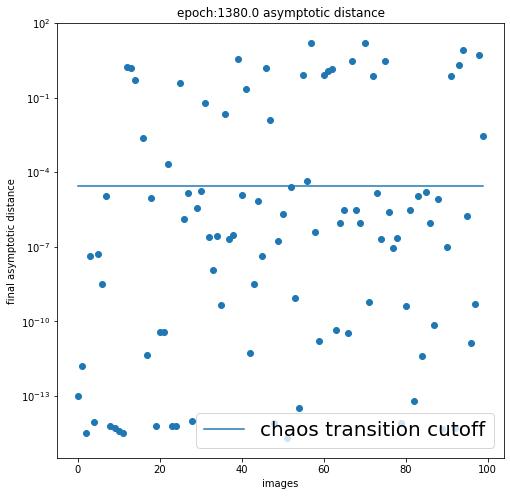 epoch:1380.0 asymptotic distance
10^2
10^-1
10^-4
10^-7
10^-10
10^-13
final asymptotic distance
chaos transition cutoff
0 20 40 60 80 100
images